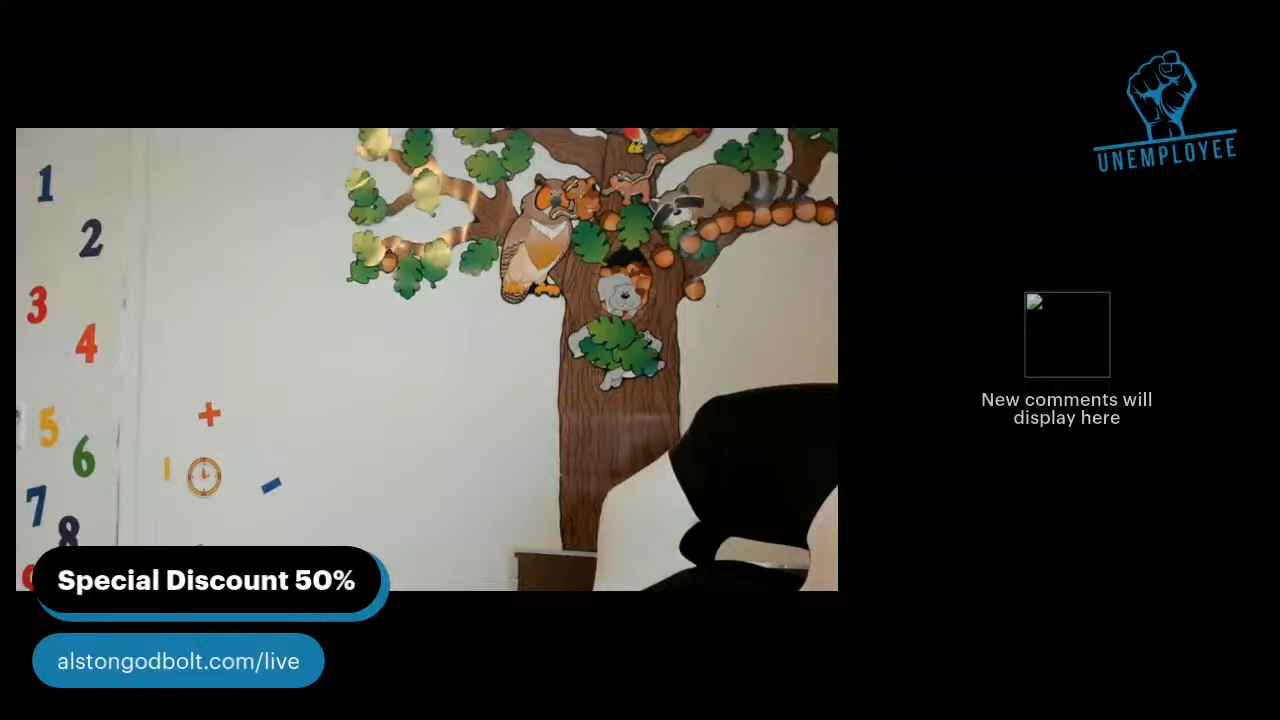 UNEMPLOYEE
1
2
3
4
5
6
7
8
+
-
New comments will
display here
Special Discount 50%
alstongodbolt.com/live